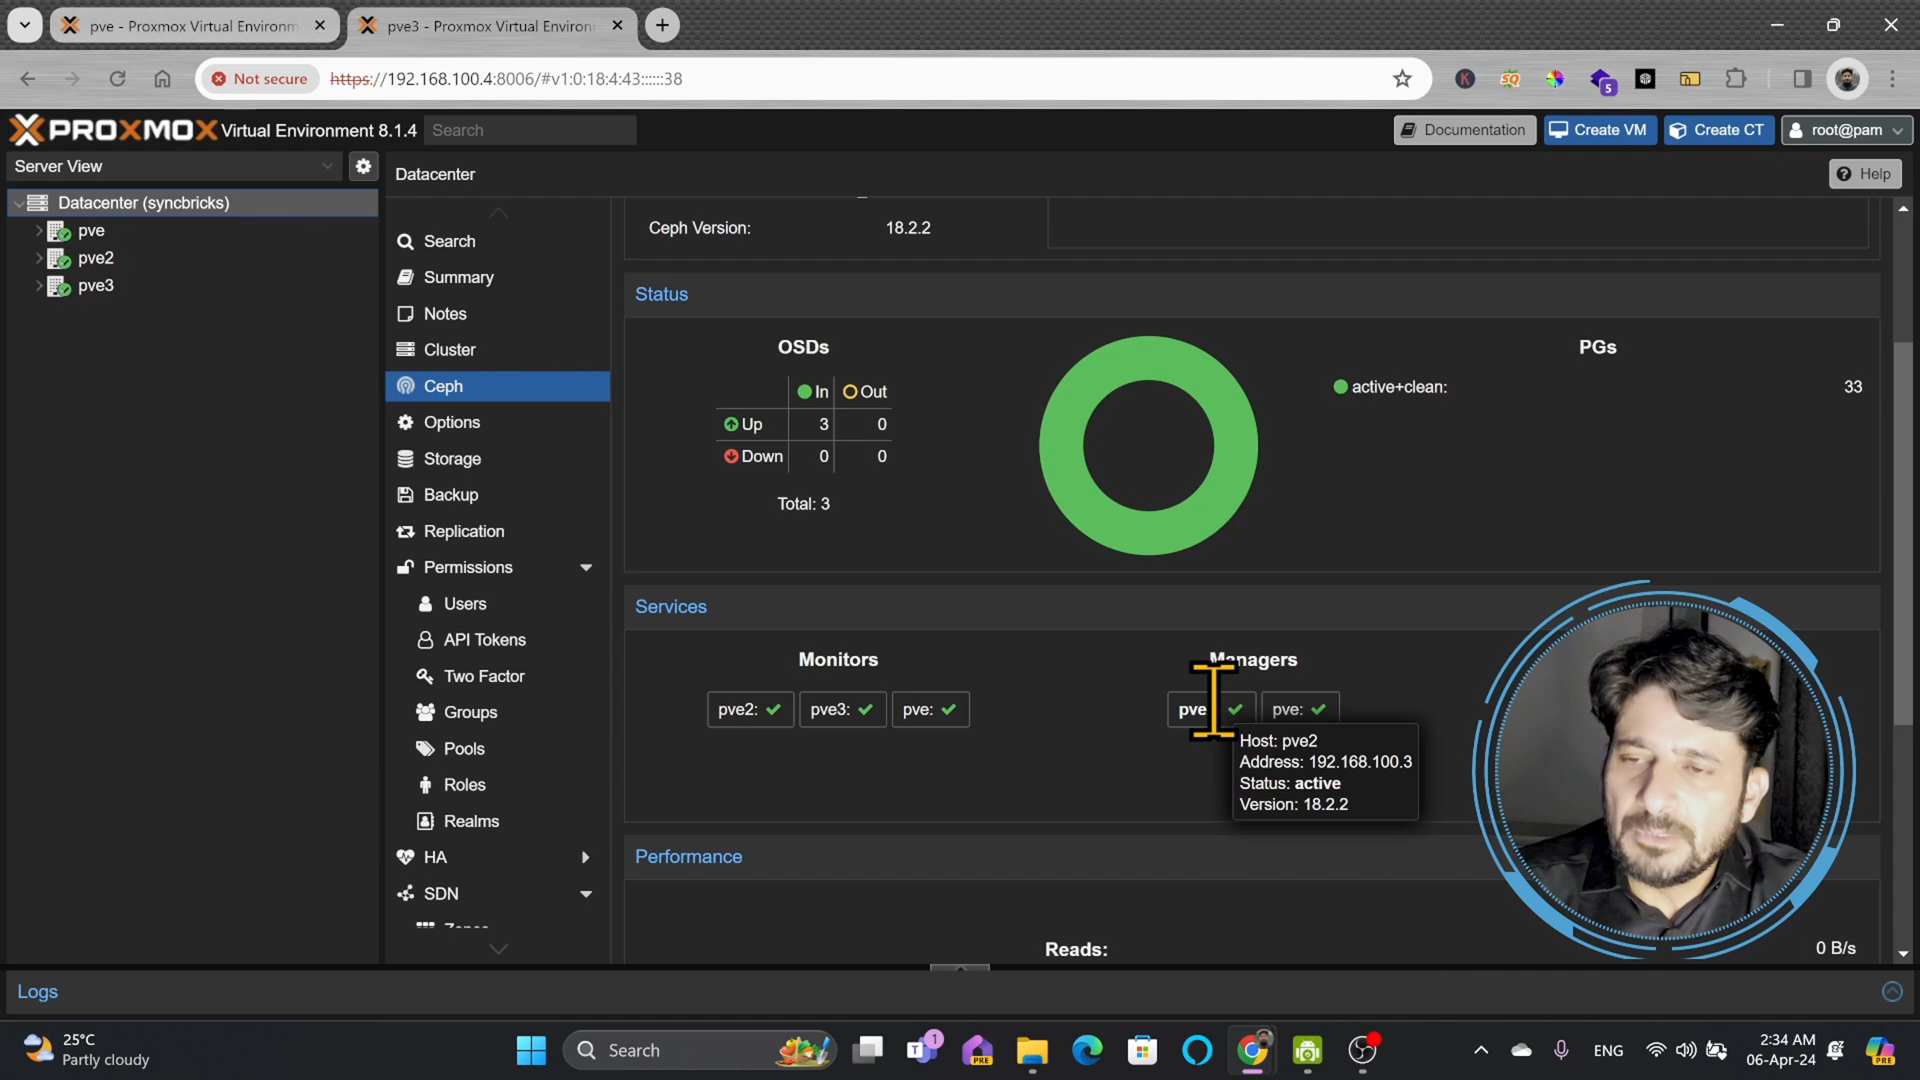 pve - Proxmox Virtual Environm
pve3 - Proxmox Virtual Environ
Not secure
https://192.168.100.4:8006/#v1:0:18:4:43::::::38
K
SQ
5
PROXMOX Virtual Environment 8.1.4
Search
Documentation
Create VM
Create CT
root@pam
Server View
Datacenter
Help
Datacenter (syncbricks)
pve
pve2
pve3
Search
Summary
Notes
Cluster
Ceph
Options
Storage
Backup
Replication
Permissions
Users
API Tokens
Two Factor
Groups
Pools
Roles
Realms
HA
SDN
Zones
Ceph Version: 18.2.2
Status
OSDs
In Out
Up 3 0
Down 0 0
Total: 3
PGs
active+clean: 33
Services
Monitors
pve2: pve3: pve:
Managers
pve pve:
Host: pve2
Address: 192.168.100.3
Status: active
Version: 18.2.2
Performance
Reads: 0 B/s
Logs
25°C
Partly cloudy
Search
T
1
PRE
ENG
2:34 AM
06-Apr-24
PRE